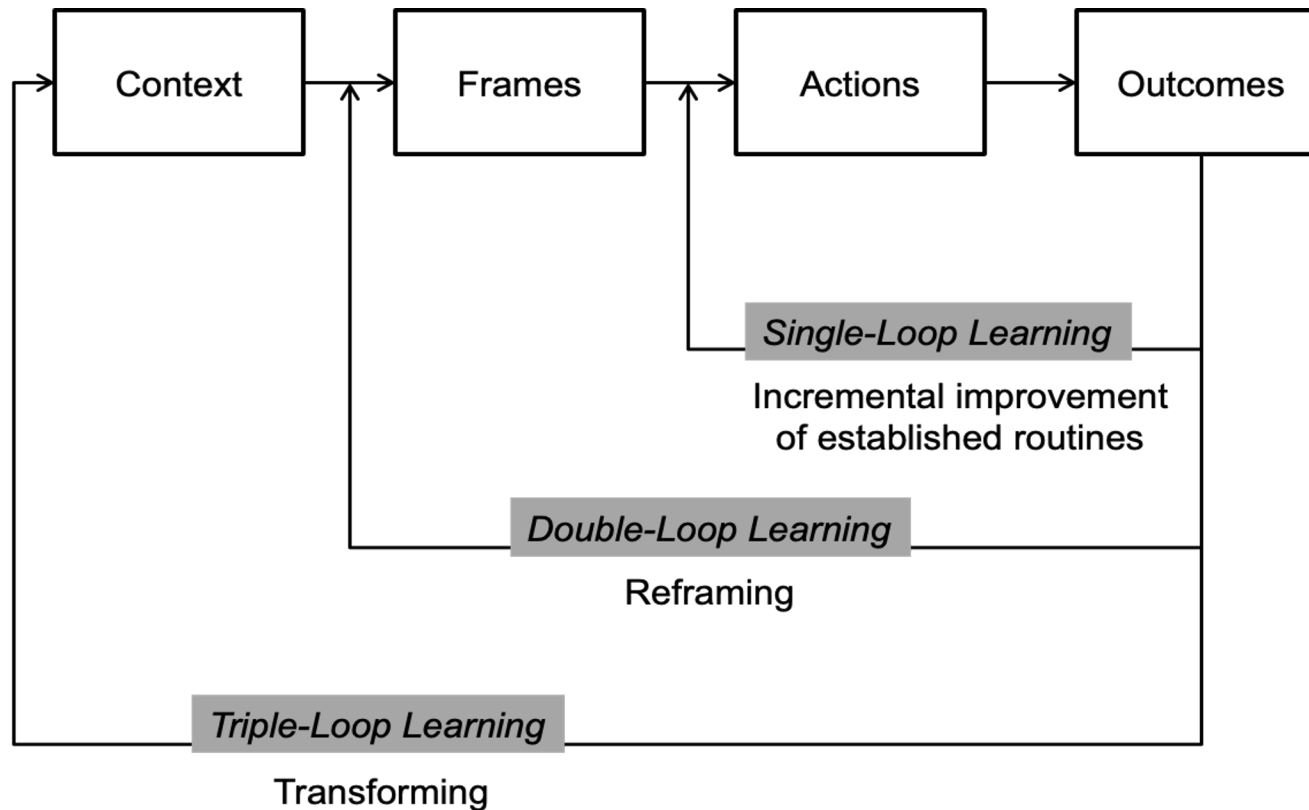 Context
Frames
Actions
Outcomes
Single-Loop Learning
Incremental improvement
of established routines
Double-Loop Learning
Reframing
Triple-Loop Learning
Transforming